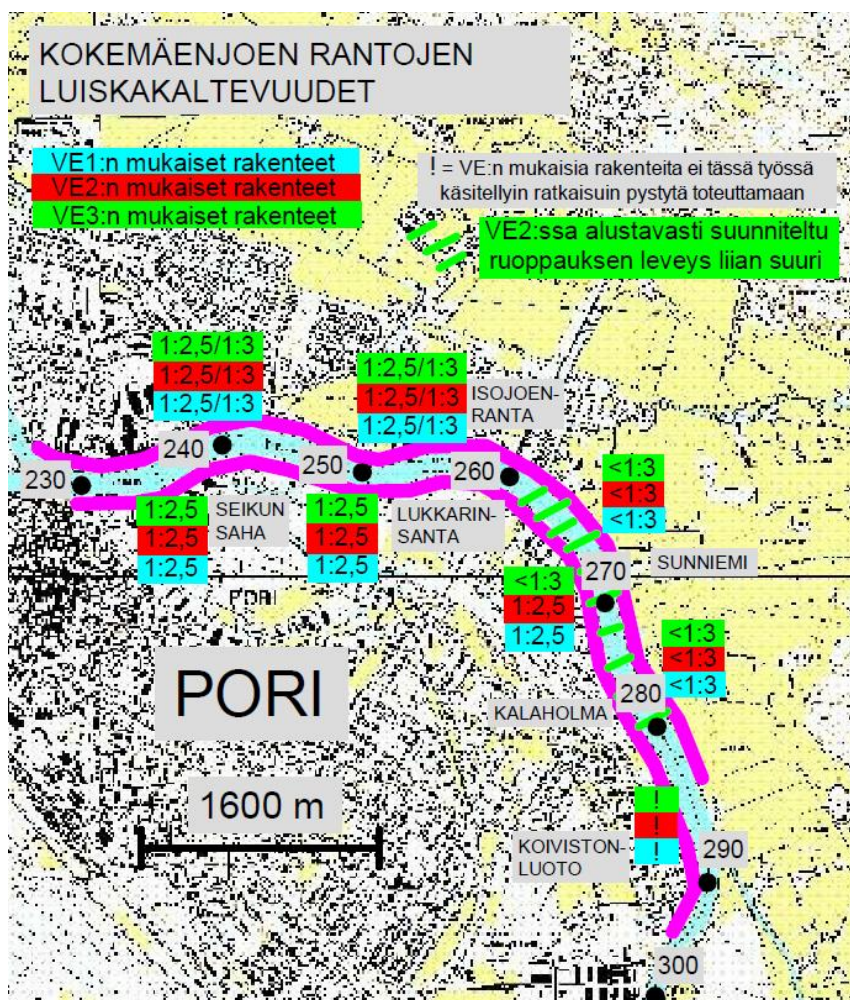 KOKEMÄENJOEN RANTOJEN
LUISKAKALTEVUUDET
VE1:n mukaiset rakenteet
VE2:n mukaiset rakenteet
VE3:n mukaiset rakenteet
! = VE:n mukaisia rakenteita ei tässä työssä
käsitellyin ratkaisuin pystytä toteuttamaan
VE2:ssa alustavasti suunniteltu
ruoppauksen leveys liian suuri
1:2,5/1:3
1:2,5/1:3
1:2,5/1:3
1:2,5/1:3
1:2,5/1:3
1:2,5/1:3
ISOJOEN-
RANTA
230
240
250
260
1:2,5
1:2,5
1:2,5
SEIKUN
SAHA
1:2,5
1:2,5
1:2,5
LUKKARIN-
SANTA
<1:3
<1:3
<1:3
270
SUNNIEMI
<1:3
1:2,5
1:2,5
PORI
PORI
<1:3
<1:3
<1:3
280
KALAHOLMA
1600 m
!
!
!
KOIVISTON-
LUOTO
290
300